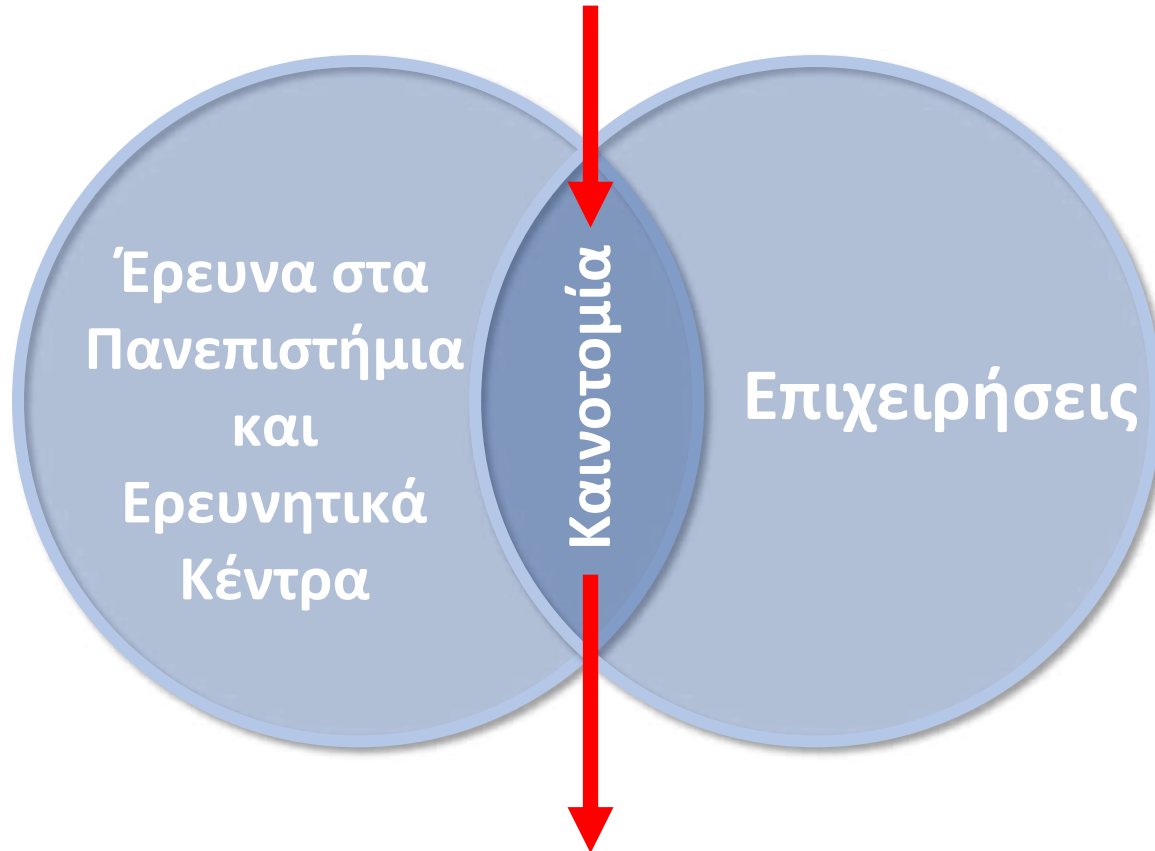 Έρευνα στα
Πανεπιστήμια
και
Ερευνητικά
Κέντρα
Καινοτομία
Επιχειρήσεις